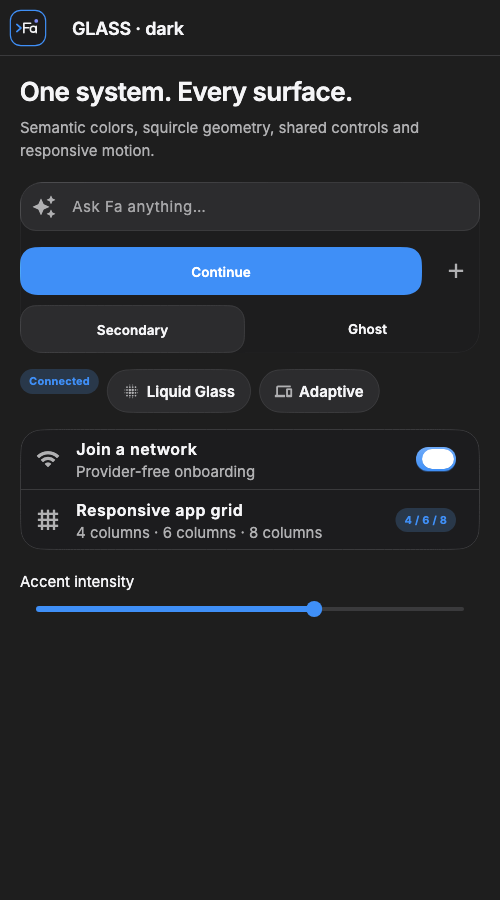 Fa
GLASS · dark
One system. Every surface.
Semantic colors, squircle geometry, shared controls and
responsive motion.
Ask Fa anything...
Continue
+
Secondary
Ghost
Connected
Liquid Glass
Adaptive
Join a network
Provider-free onboarding
Responsive app grid
4 columns · 6 columns · 8 columns
4 / 6 / 8
Accent intensity